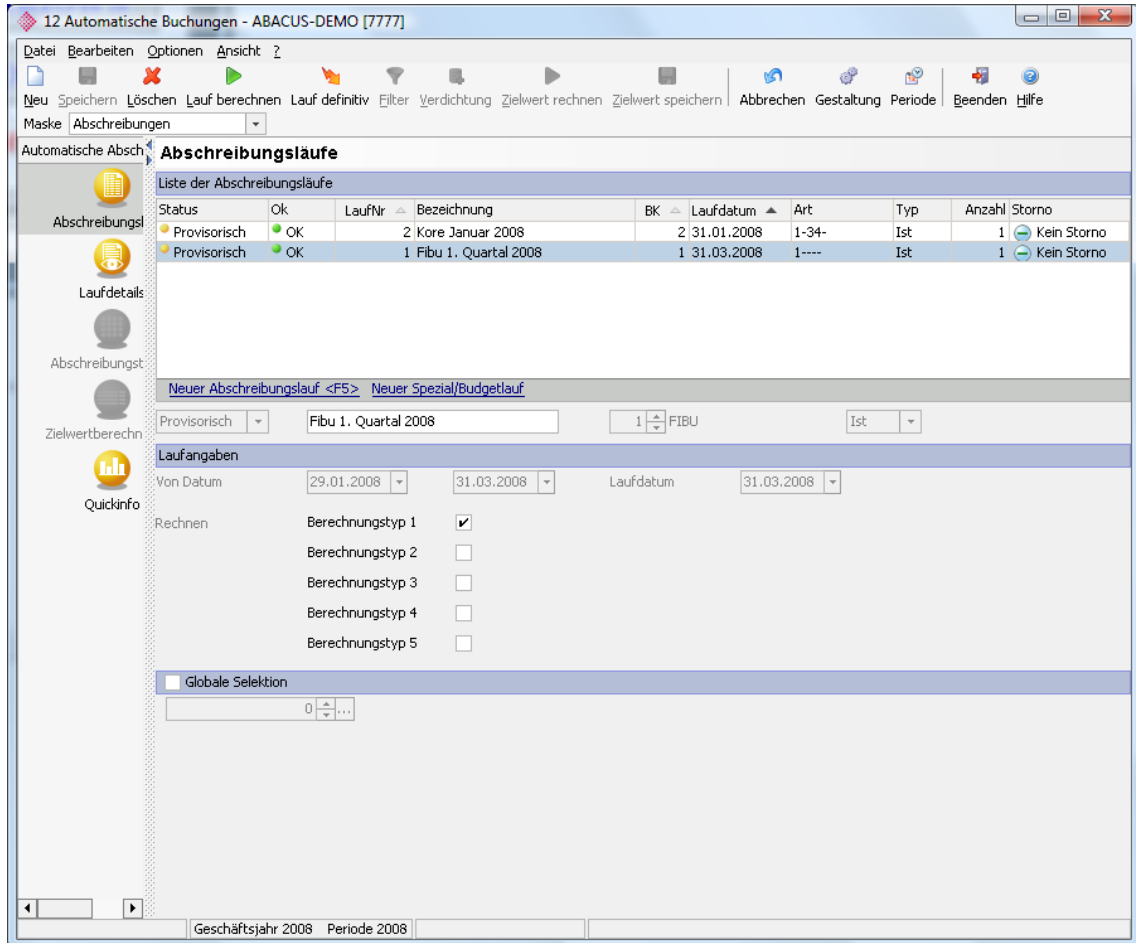 12 Automatische Buchungen - ABACUS-DEMO [7777]
Datei Bearbeiten Optionen Ansicht ?
Neu Speichern Löschen Lauf berechnen Lauf definitiv Filter Verdichtung Zielwert rechnen Zielwert speichern Abbrechen Gestaltung Periode Beenden Hilfe
Maske Abschreibungen
Automatische Absch
Abschreibungsl
Laufdetails
Abschreibungst
Zielwertberechn
Quickinfo
Abschreibungsläufe
Liste der Abschreibungsläufe
Status Ok LaufNr Bezeichnung BK Laufdatum Art Typ Anzahl Storno
Provisorisch OK 2 Kore Januar 2008 2 31.01.2008 1-34- Ist 1 Kein Storno
Provisorisch OK 1 Fibu 1. Quartal 2008 1 31.03.2008 1---- Ist 1 Kein Storno
Neuer Abschreibungslauf <F5> Neuer Spezial/Budgetlauf
Provisorisch Fibu 1. Quartal 2008 1 FIBU Ist
Laufangaben
Von Datum 29.01.2008 31.03.2008 Laufdatum 31.03.2008
Rechnen Berechnungstyp 1
Berechnungstyp 2
Berechnungstyp 3
Berechnungstyp 4
Berechnungstyp 5
Globale Selektion
0 ...
Geschäftsjahr 2008 Periode 2008